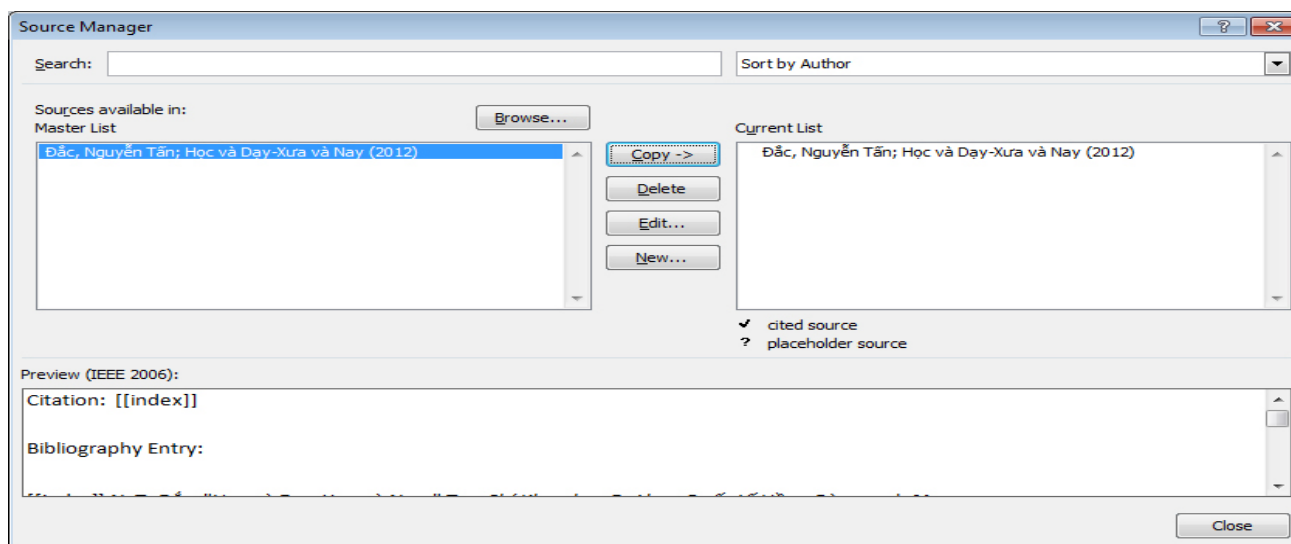 Source Manager
Search:
Sort by Author
Sources available in:
Master List
Browse...
Current List
Đắc, Nguyễn Tấn; Học và Dạy-Xưa và Nay (2012)
Copy ->
Delete
Edit...
New...
Đắc, Nguyễn Tấn; Học và Dạy-Xưa và Nay (2012)
✓ cited source
? placeholder source
Preview (IEEE 2006):
Citation: [[index]]
Bibliography Entry:
Close